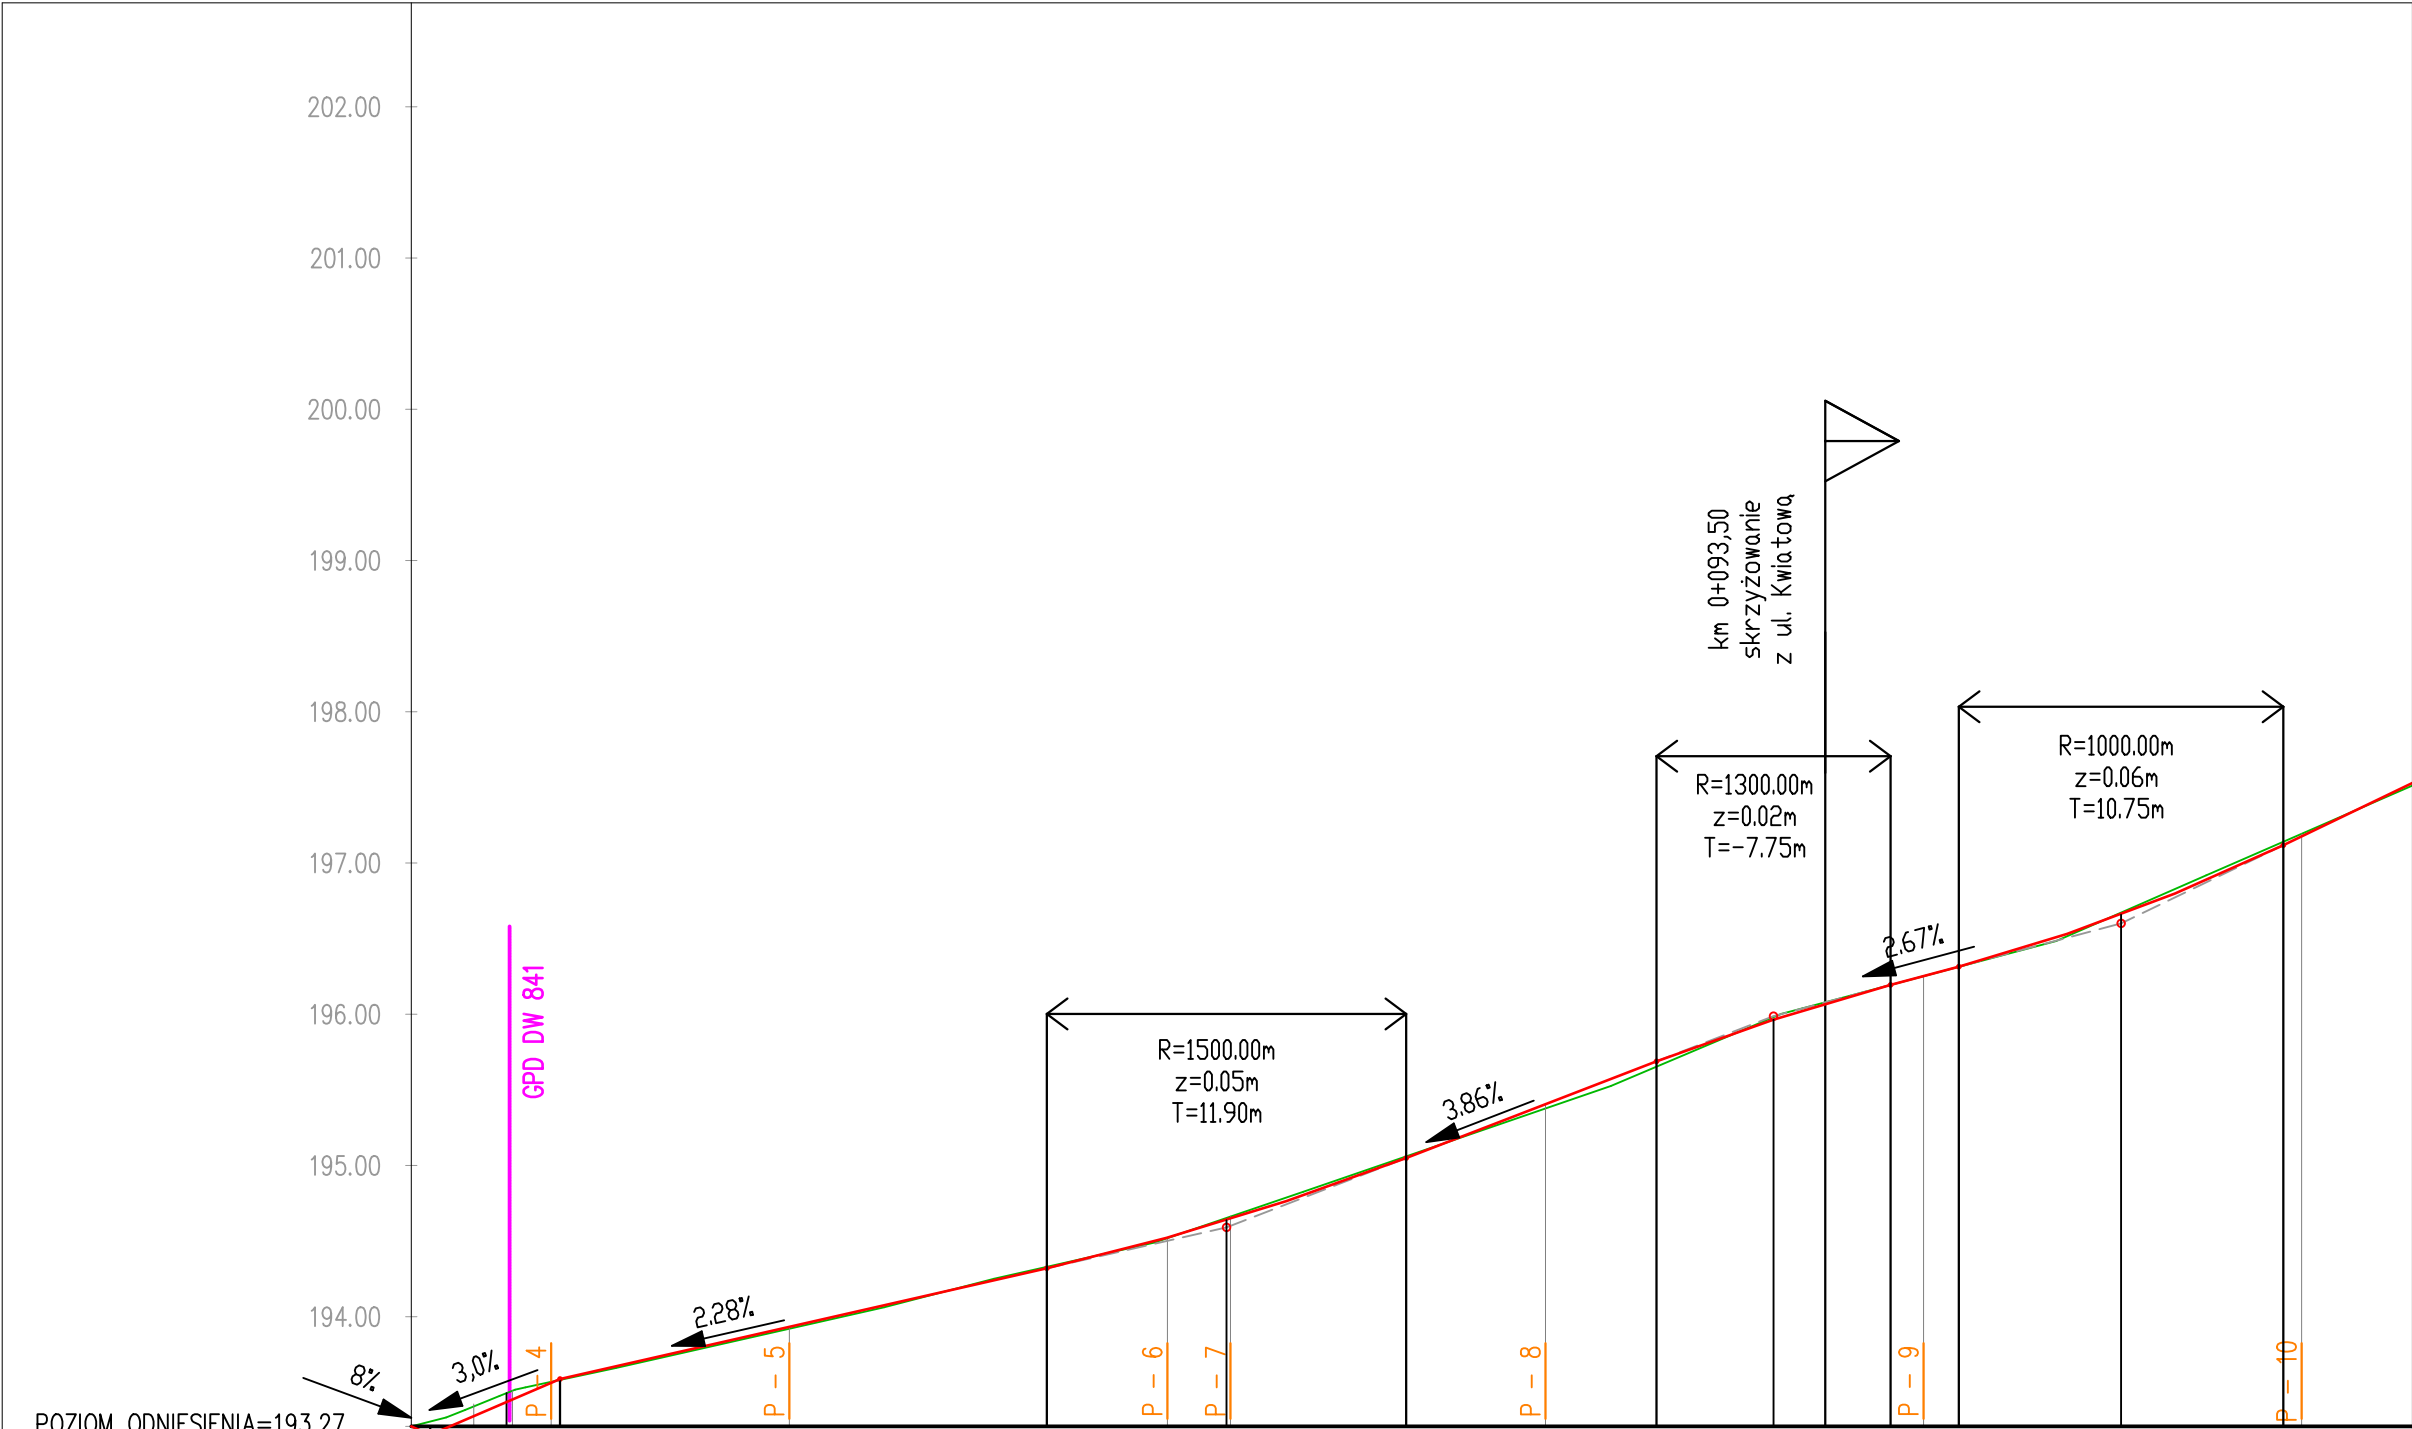 202.00
201.00
200.00
199.00
198.00
197.00
196.00
195.00
194.00
km 0+093,50
skrzyżowanie
z ul. Kwiatową
R=1000.00m
z=0.06m
T=10.75m
R=1300.00m
z=0.02m
T=-7.75m
2.67%
GPD DW 841
R=1500.00m
z=0.05m
T=11.90m
3.86%
2.28%
3,0%
8%
P - 4
P - 5
P - 6
P - 7
P - 8
P - 9
P - 10
POZIOM ODNIESIENIA=193.27